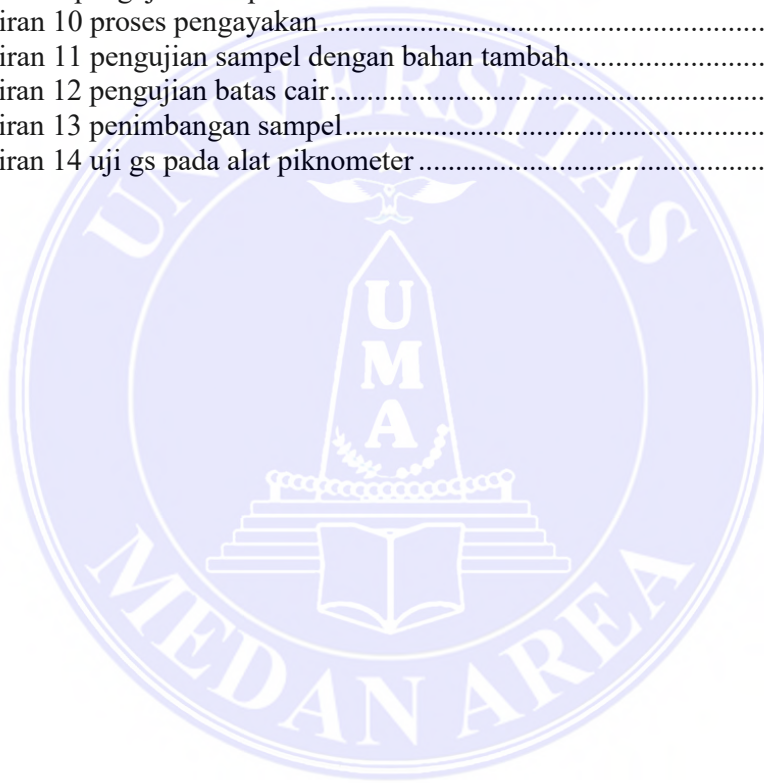 iran 10 proses pengayakan........................................................
iran 11 pengujian sampel dengan bahan tambah.........................
iran 12 pengujian batas cair.......................................................
iran 13 penimbangan sampel.....................................................
iran 14 uji gs pada alat piknometer............................................
UNIVERSITAS
U
M
A
MEDAN AREA